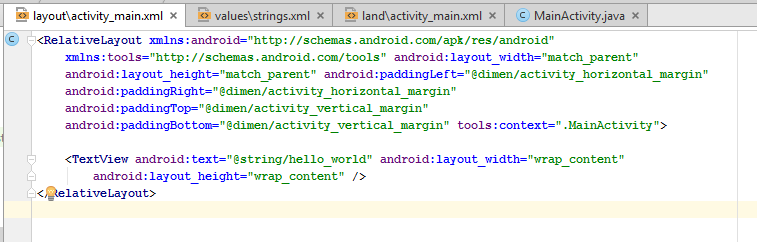 layout\activity_main.xml × values\strings.xml × land\activity_main.xml × C MainActivity.java ×
C <RelativeLayout xmlns:android="http://schemas.android.com/apk/res/android"
xmlns:tools="http://schemas.android.com/tools" android:layout_width="match_parent"
android:layout_height="match_parent" android:paddingLeft="@dimen/activity_horizontal_margin"
android:paddingRight="@dimen/activity_horizontal_margin"
android:paddingTop="@dimen/activity_vertical_margin"
android:paddingBottom="@dimen/activity_vertical_margin" tools:context=".MainActivity">
<TextView android:text="@string/hello_world" android:layout_width="wrap_content"
android:layout_height="wrap_content" />
</RelativeLayout>